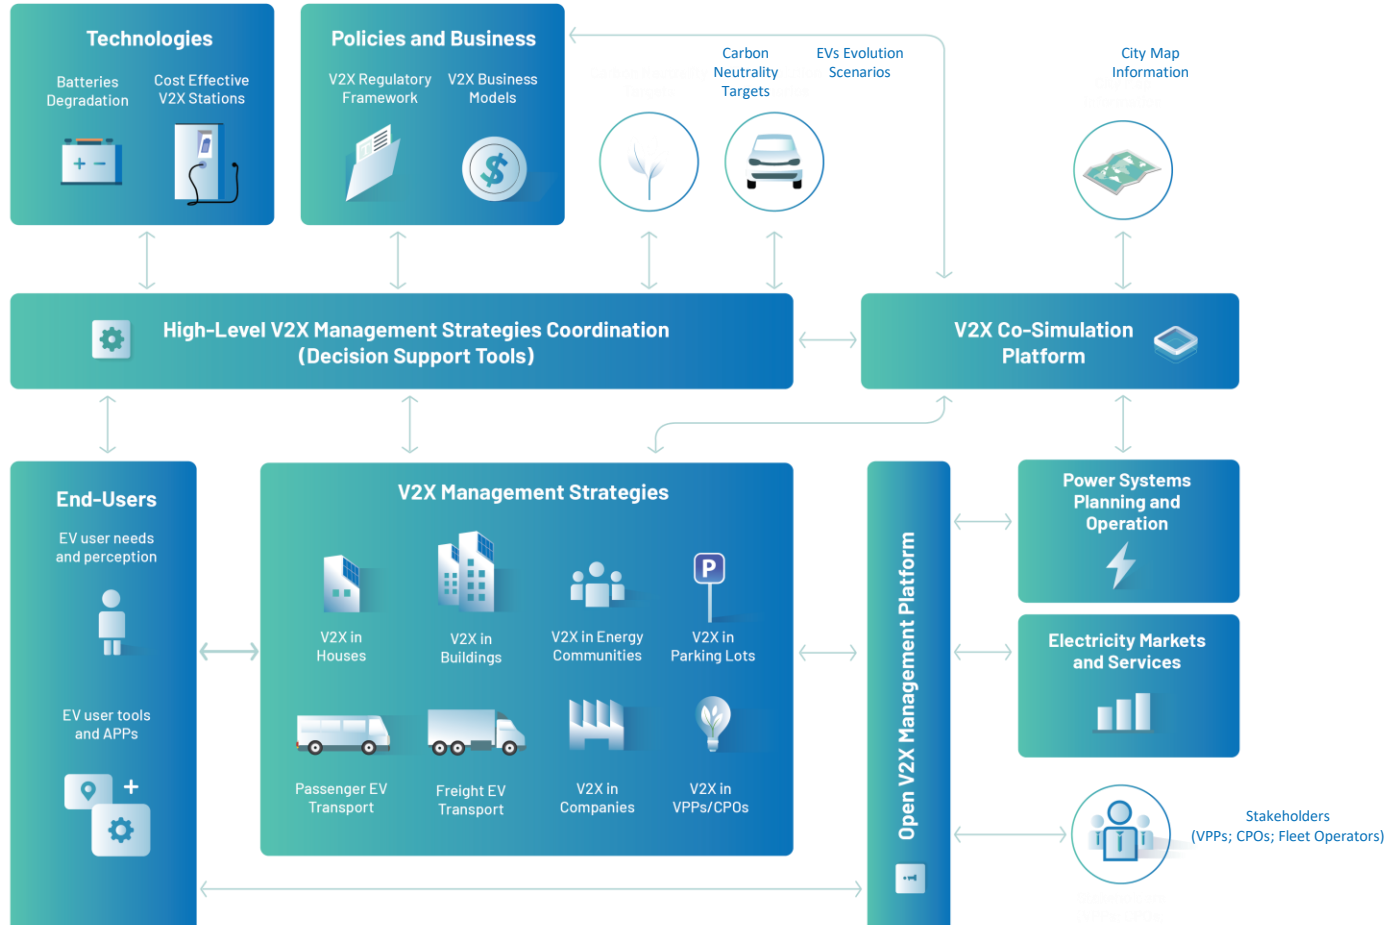 Technologies
Batteries
Degradation
Cost Effective
V2X Stations
Policies and Business
V2X Regulatory
Framework
V2X Business
Models
Carbon
Neutrality
Targets
EVs Evolution
Scenarios
City Map
Information
High-Level V2X Management Strategies Coordination
(Decision Support Tools)
V2X Co-Simulation
Platform
End-Users
EV user needs
and perception
EV user tools
and APPs
V2X Management Strategies
V2X in
Houses
V2X in
Buildings
V2X in Energy
Communities
P
V2X in
Parking Lots
Passenger EV
Transport
Freight EV
Transport
V2X in
Companies
V2X in
VPPs/CPOs
Open V2X Management Platform
Power Systems
Planning and
Operation
Electricity Markets
and Services
Stakeholders
(VPPs; CPOs; Fleet Operators)